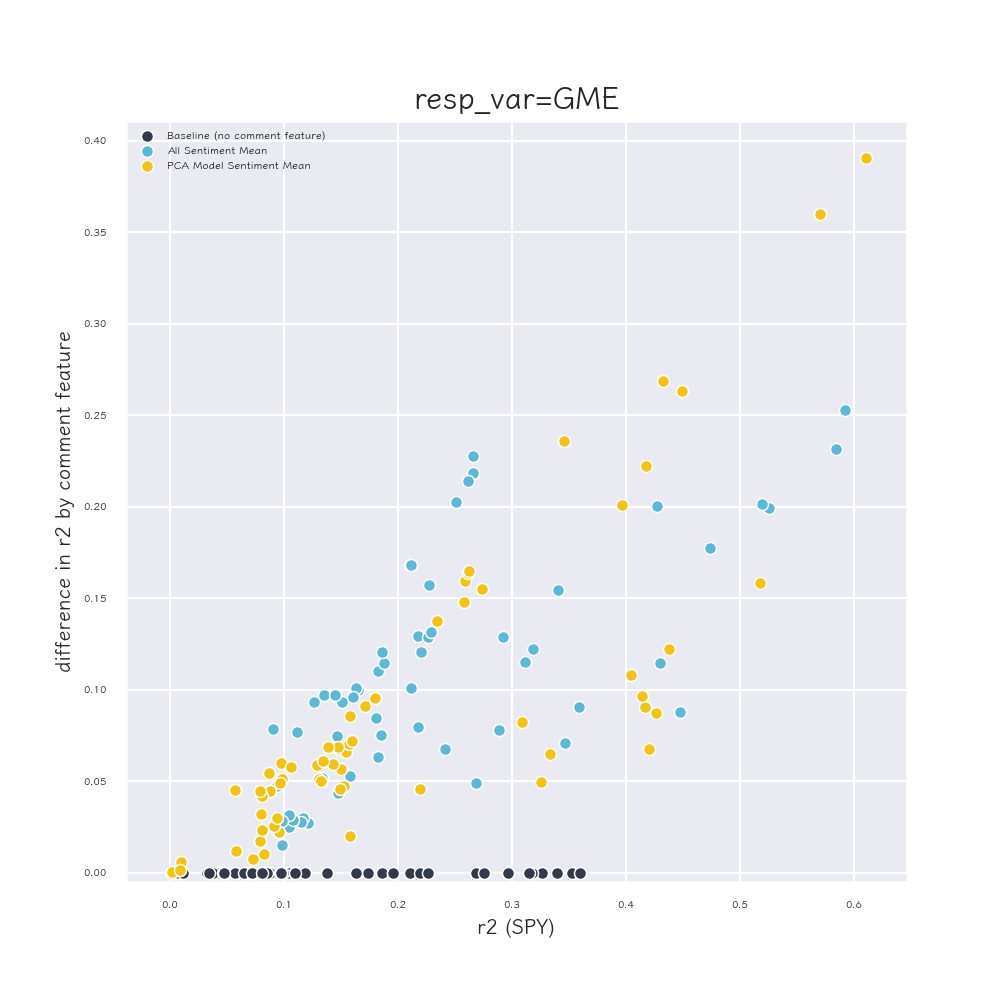 resp_var=GME
Baseline (no comment feature)
All Sentiment Mean
PCA Model Sentiment Mean
0.40
0.35
0.30
0.25
0.20
0.15
0.10
0.05
0.00
difference in r2 by comment feature
0.0 0.1 0.2 0.3 0.4 0.5 0.6
r2 (SPY)